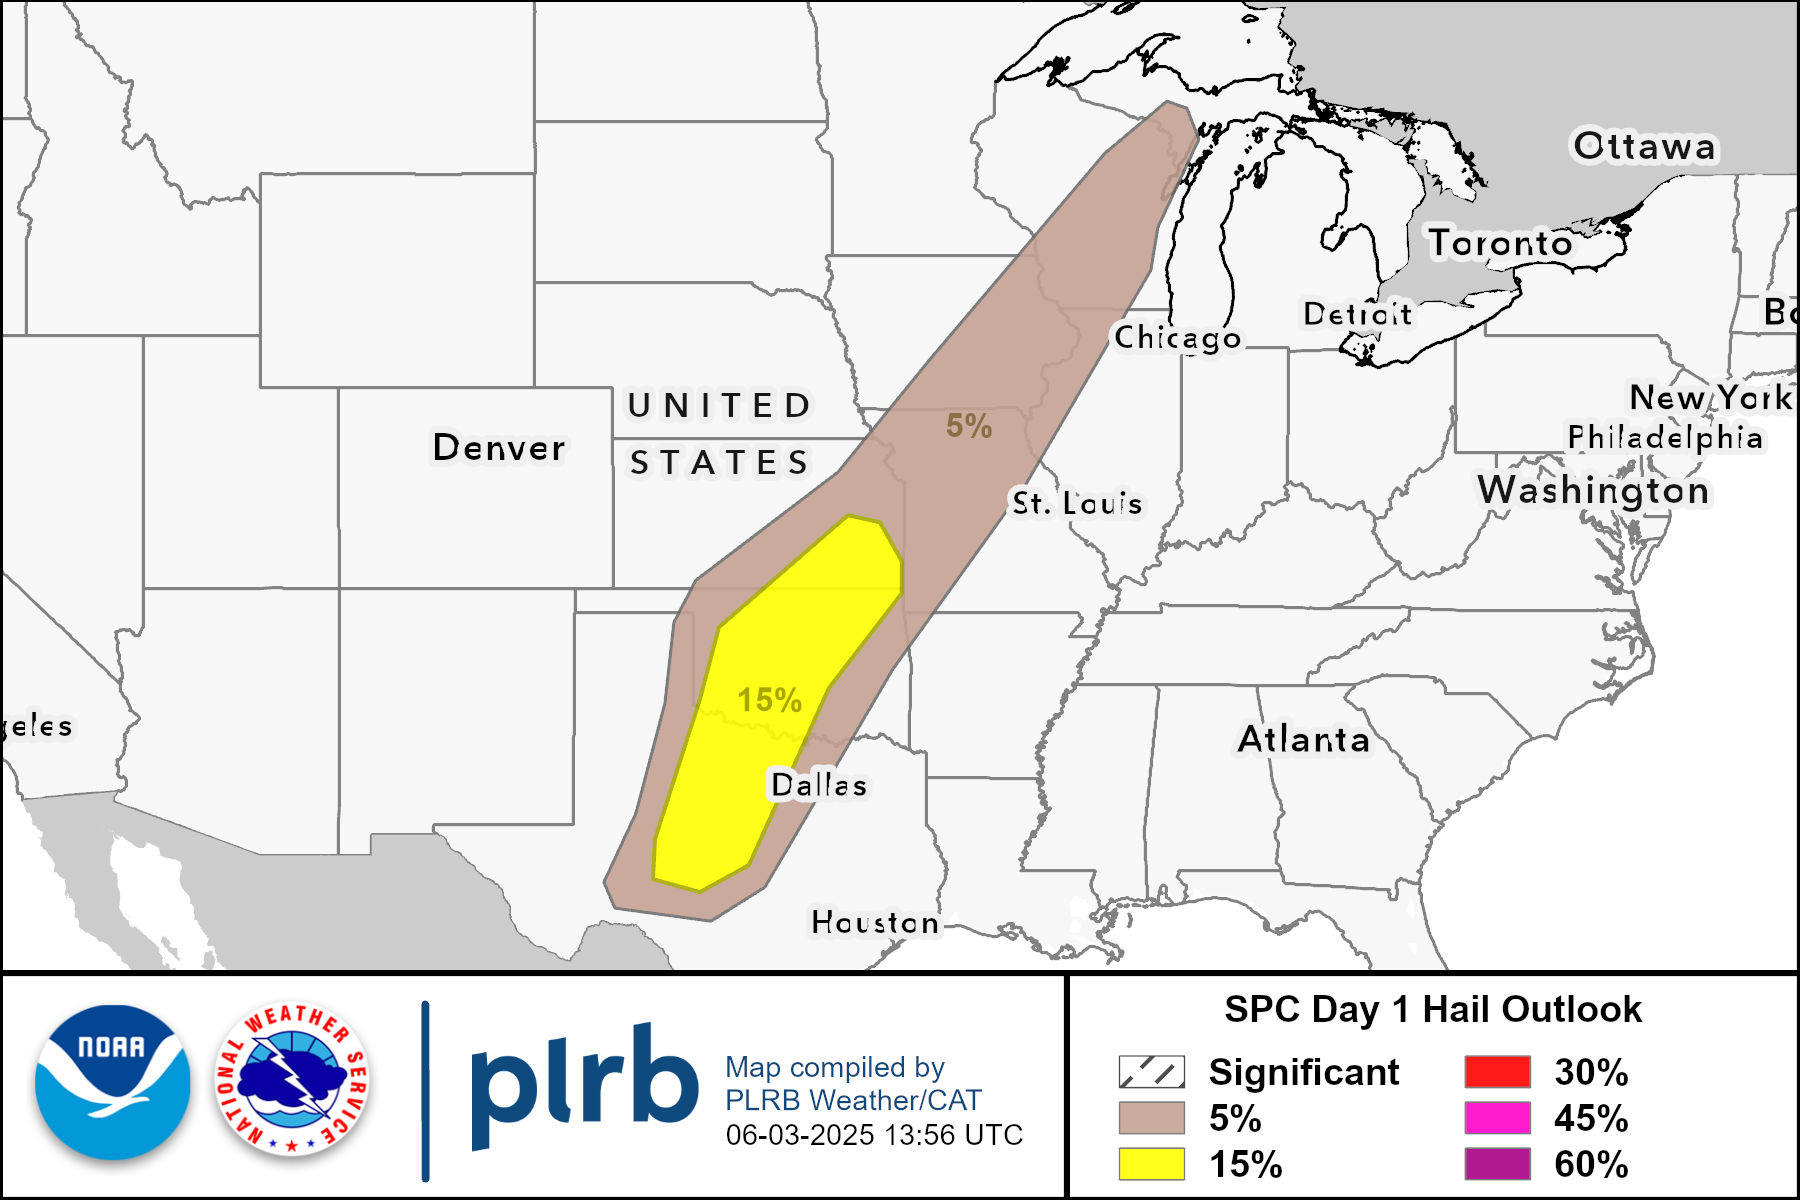 Ottawa
Toronto
Detroit
Bo
Chicago
New York
UNITED
Denver
5%
Philadelphia
STATES
Washington
St. Louis
15%
geles
Atlanta
Dallas
Houston
NOAA
NATIONAL WEATHER SERVICE
plrb
Map compiled by
PLRB Weather/CAT
06-03-2025 13:56 UTC
SPC Day 1 Hail Outlook
Significant
5%
15%
30%
45%
60%